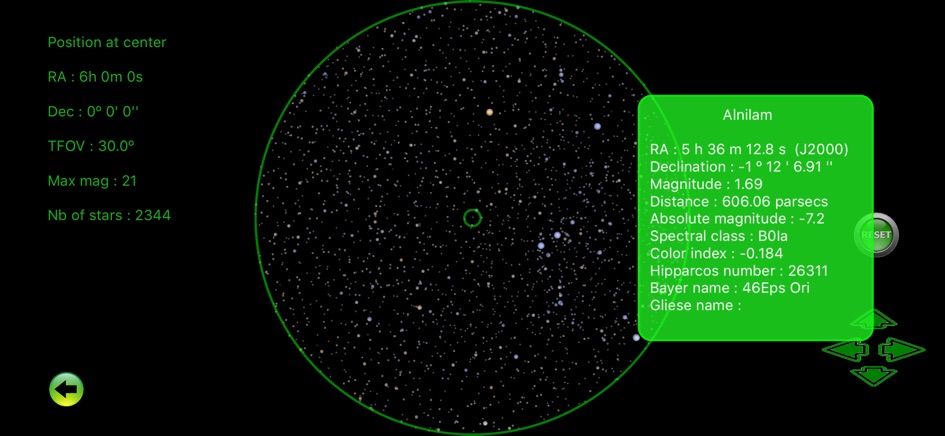 Position at center
RA : 6h 0m 0s
Dec : 0º 0' 0''
TFOV : 30.0º
Max mag : 21
Nb of stars : 2344
Alnilam
RA : 5 h 36 m 12.8 s  (J2000)
Declination : -1 º 12 ' 6.91 ''
Magnitude : 1.69
Distance : 606.06 parsecs
Absolute magnitude : -7.2
Spectral class : B0Ia
Color index : -0.184
Hipparcos number : 26311
Bayer name : 46Eps Ori
Gliese name :
RESET